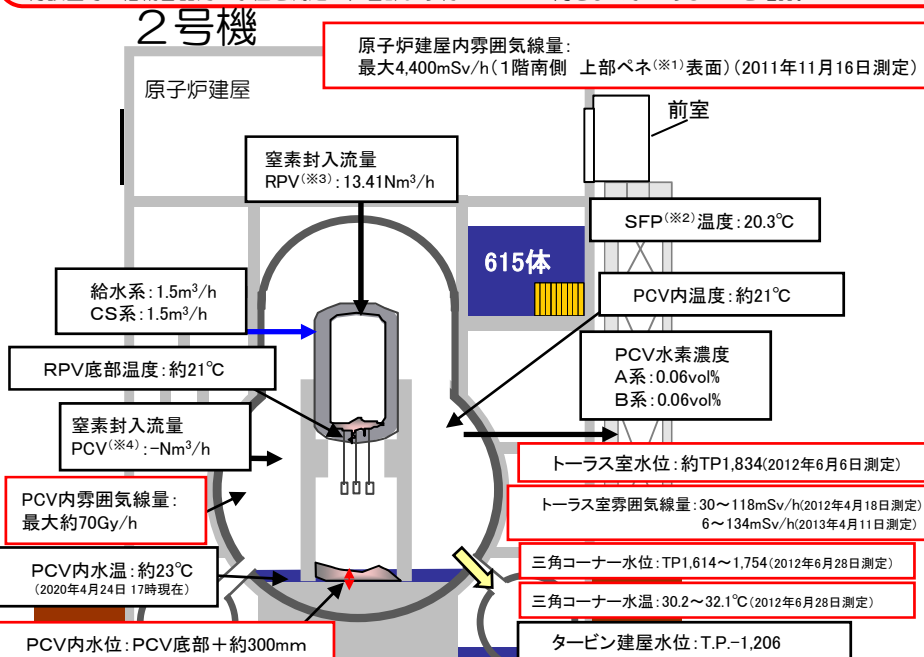 ２号機
原子炉建屋内雰囲気線量：
最大4,400mSv/h(１階南側 上部ペネ(※1)表面)(2011年11月16日測定)
原子炉建屋
前室
窒素封入流量
RPV(※3)：13.41Nm3/h
SFP(※2)温度：20.3℃
615体
給水系：1.5m3/h
CS系：1.5m3/h
PCV内温度：約21℃
RPV底部温度：約21℃
PCV水素濃度
A系：0.06vol%
B系：0.06vol%
窒素封入流量
PCV(※4)：-Nm3/h
トーラス室水位：約TP1,834(2012年6月6日測定)
PCV内雰囲気線量：
最大約70Gy/h
トーラス室雰囲気線量：30～118mSv/h(2012年4月18日測定)
6～134mSv/h(2013年4月11日測定)
三角コーナー水位：TP1,614～1,754(2012年6月28日測定)
PCV内水温：約23℃
(2020年4月24日 17時現在)
三角コーナー水温：30.2～32.1℃(2012年6月28日測定)
PCV内水位：PCV底部＋約300mm
タービン建屋水位：T.P.-1,206